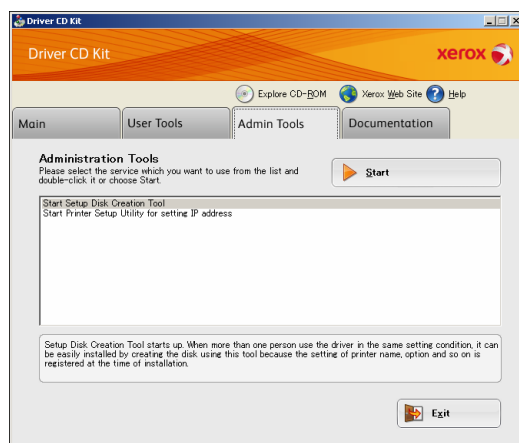 Driver CD Kit
Driver CD Kit
xerox
Explore CD-ROM Xerox Web Site Help
Main User Tools Admin Tools Documentation
Administration Tools
Please select the service which you want to use from the list and
double-click it or choose Start.
Start
Start Setup Disk Creation Tool
Start Printer Setup Utility for setting IP address
Setup Disk Creation Tool starts up. When more than one person use the driver in the same setting condition, it can
be easily installed by creating the disk using this tool because the setting of printer name, option and so on is
registered at the time of installation.
Exit